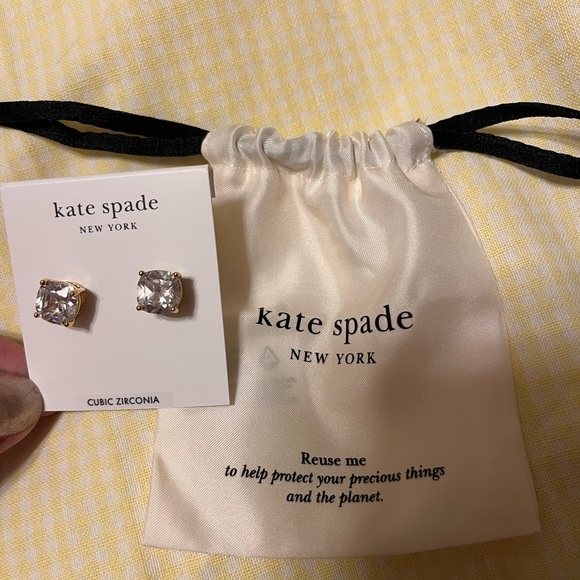 kate spade
NEW YORK
CUBIC ZIRCONIA
kate spade
NEW YORK
Reuse me
to help protect your precious things
and the planet.